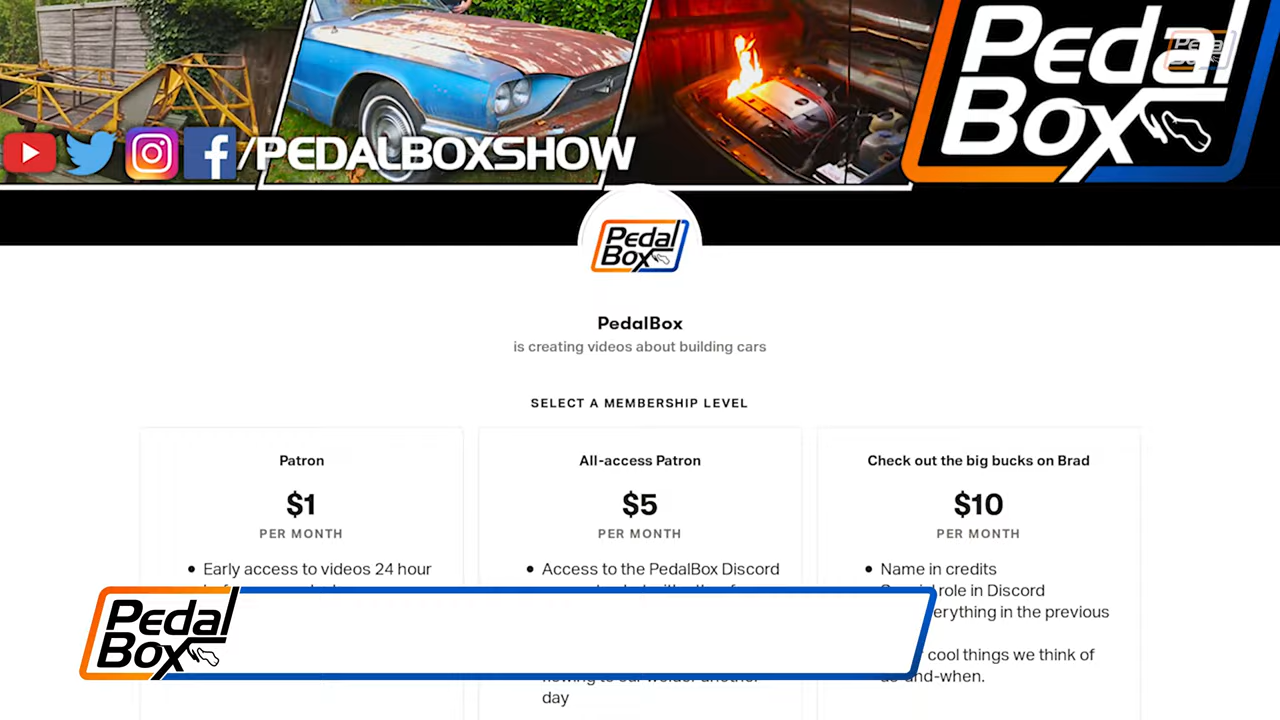 Pedal
Box
/PEDALBOXSHOW
Pedal
Box
Pedal
Box
PedalBox
is creating videos about building cars
SELECT A MEMBERSHIP LEVEL
Patron
$1
PER MONTH
Early access to videos 24 hour
All-access Patron
$5
PER MONTH
Access to the PedalBox Discord
day
Check out the big bucks on Brad
$10
PER MONTH
Name in credits
role in Discord
erything in the previous
cool things we think of
as-and-when.
Pedal
Box